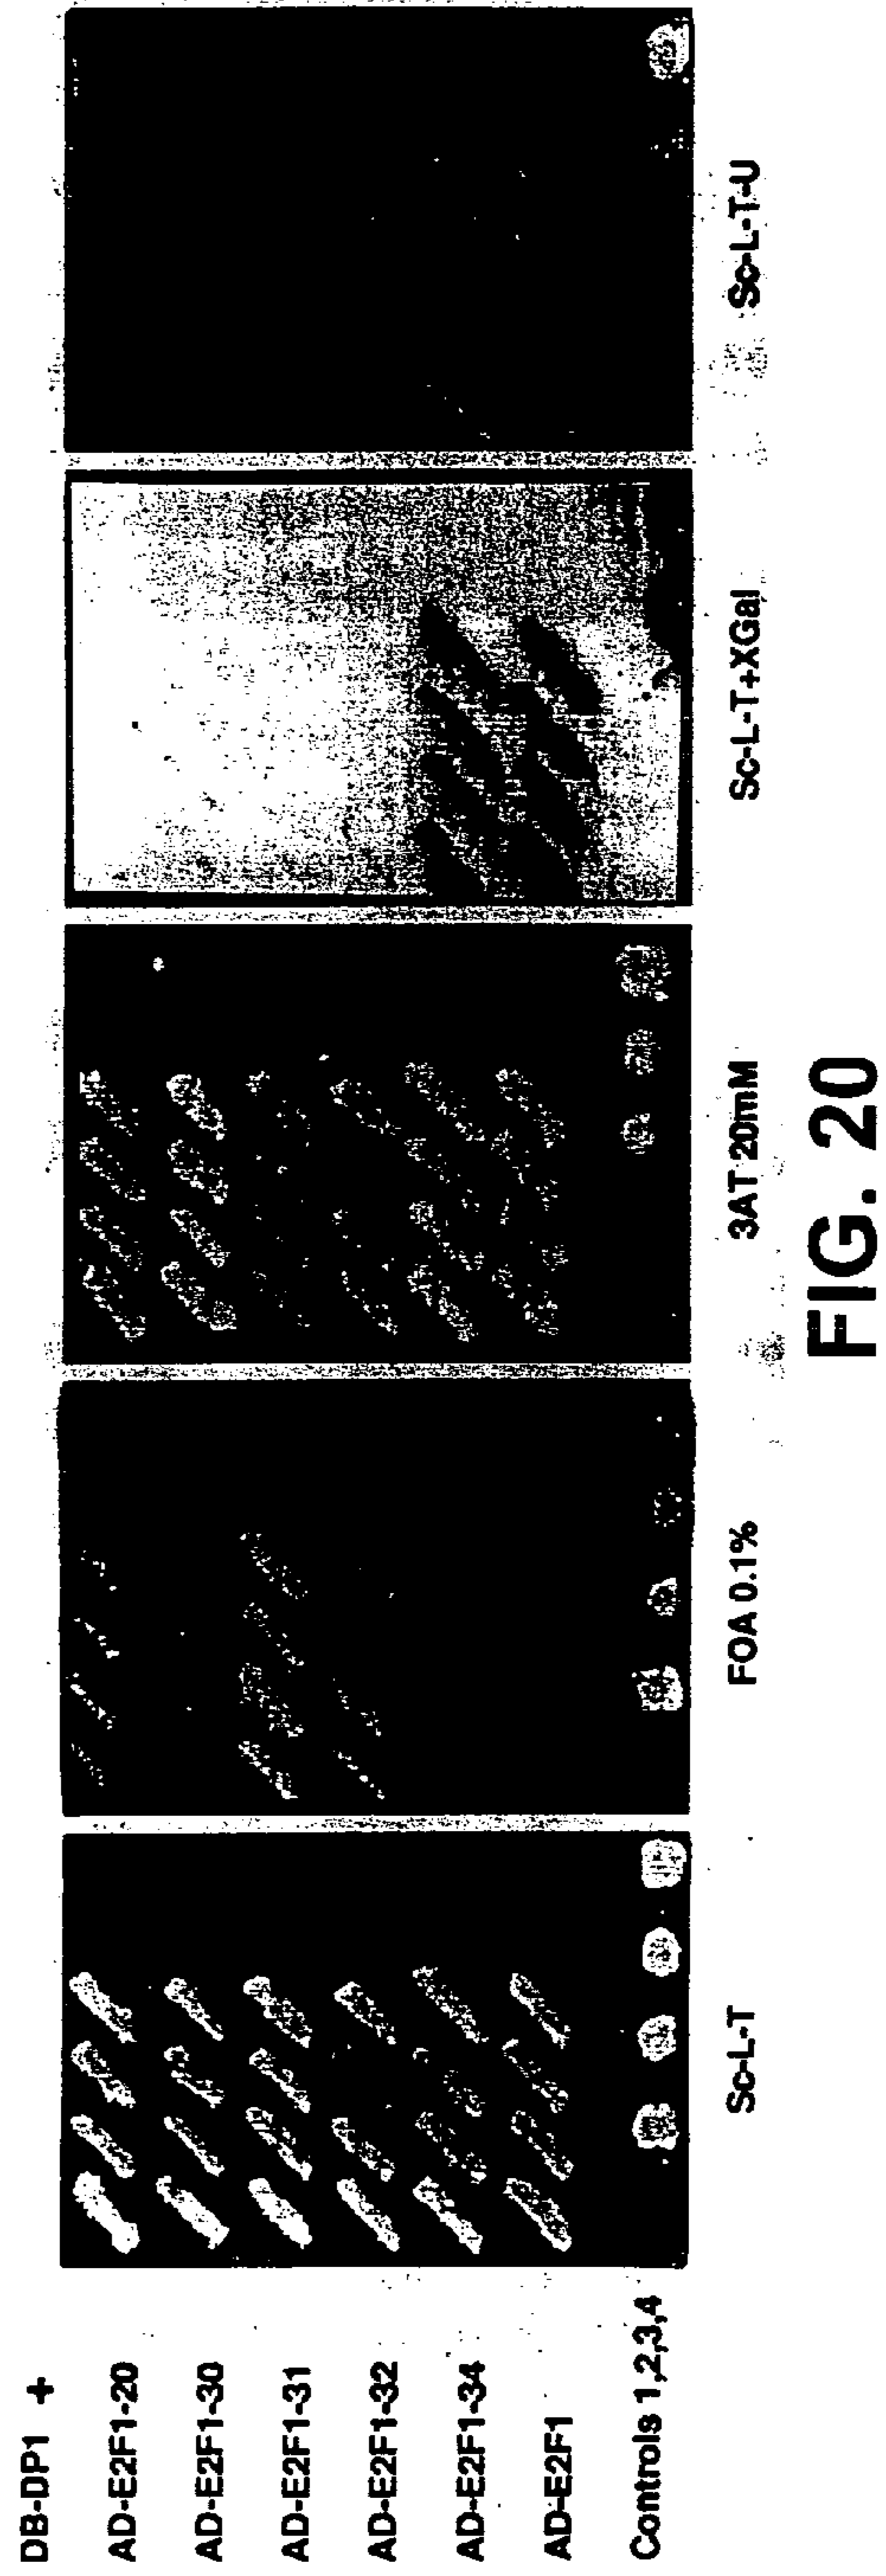 DB-DP1 +
AD-E2F1-20
AD-E2F1-30
AD-E2F1-31
AD-E2F1-32
AD-E2F1-34
AD-E2F1
Controls 1,2,3,4
Sc-L-T
FOA 0.1%
3AT 20mM
Sc-L-T+XGal
Sc-L-T-U
FIG. 20